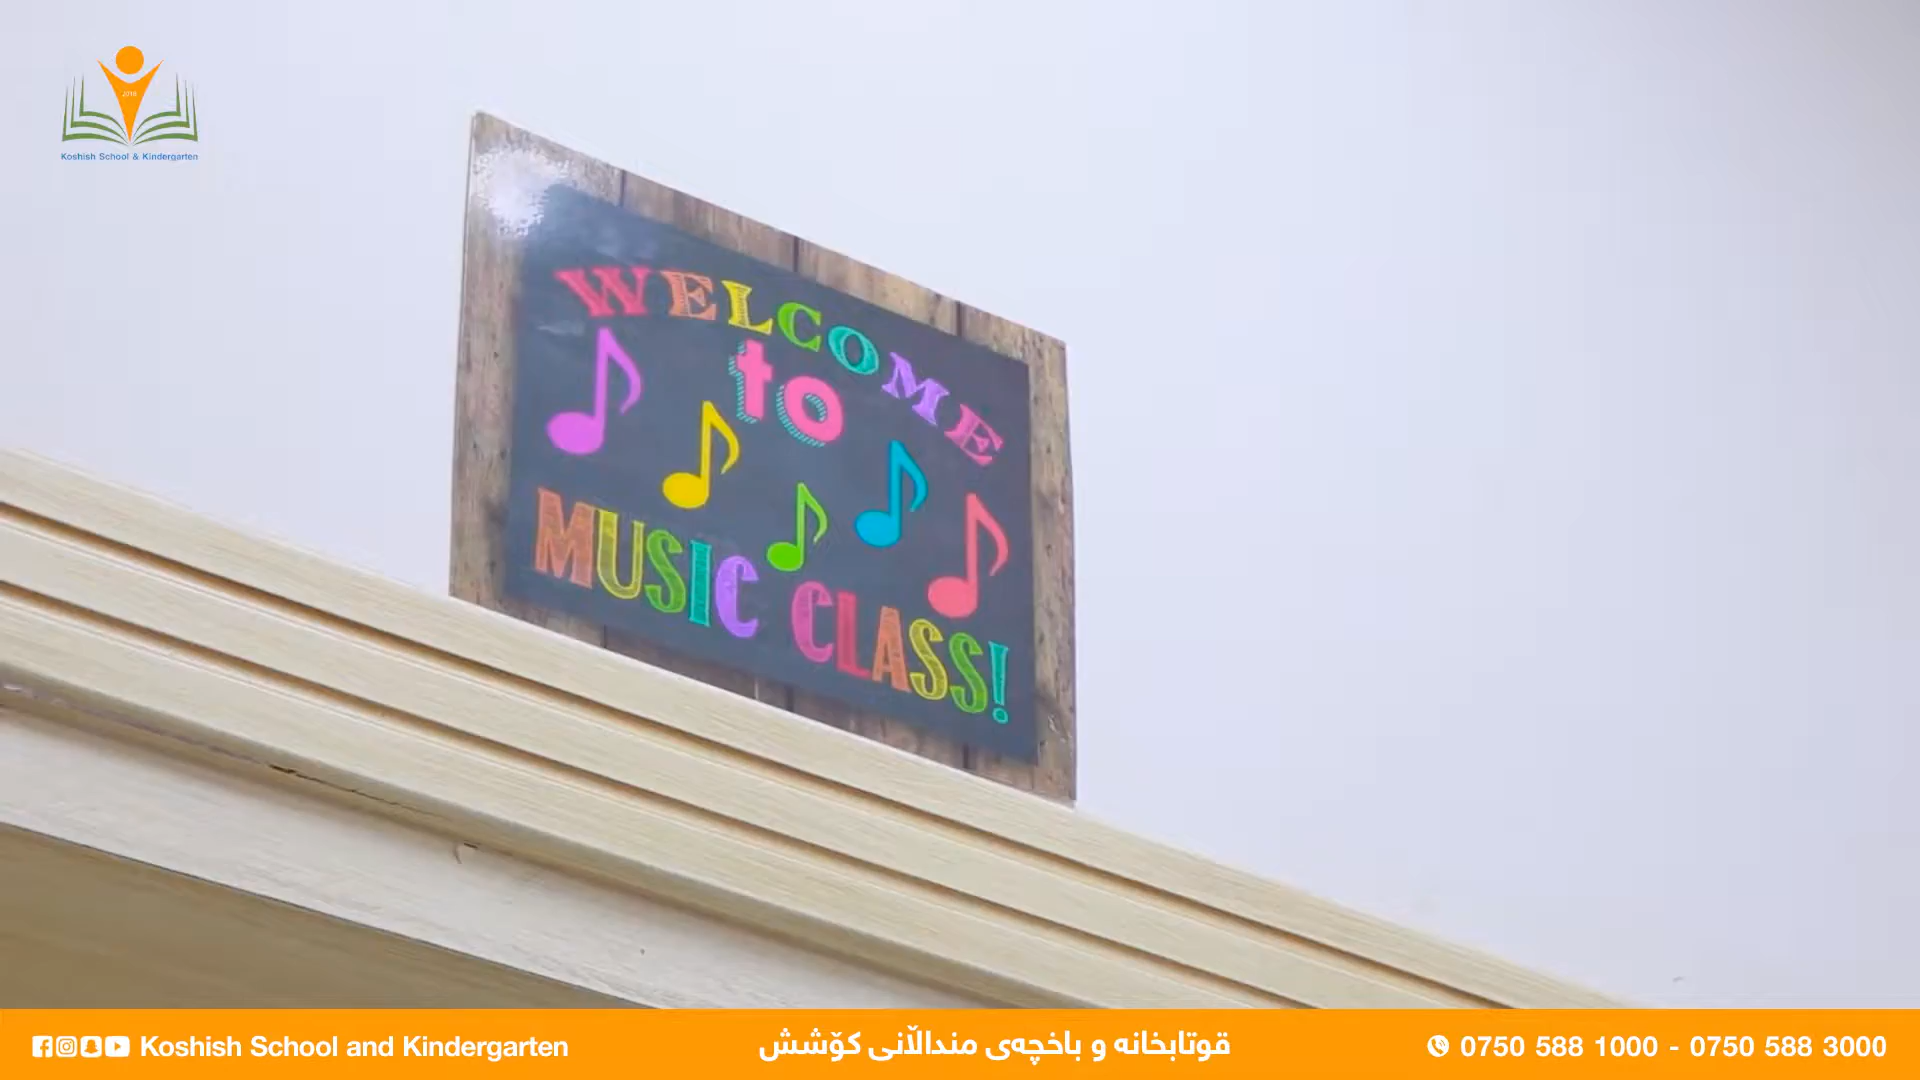 2018
Koshish School & Kindergarten
WELCOME
to
MUSIC CLASS!
Koshish School and Kindergarten
قوتابخانە و باخچەی منداڵانی کۆشش
0750 588 1000 - 0750 588 3000